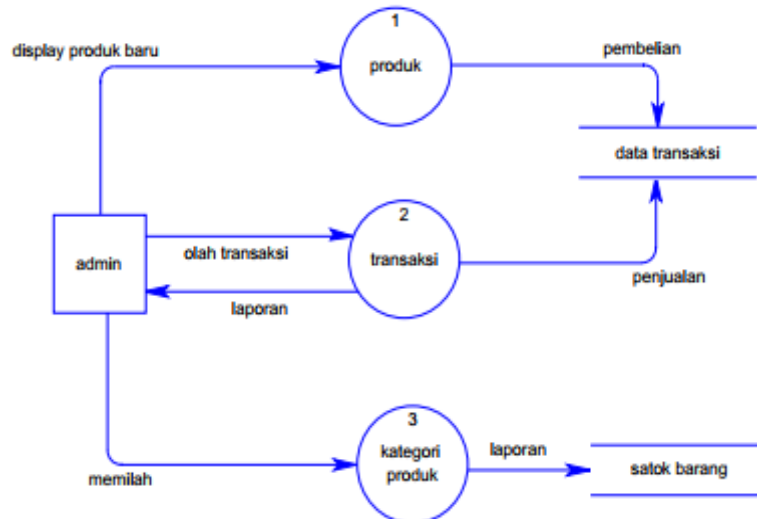 1
display produk baru
produk
pembelian
data transaksi
2
admin
olah transaksi
transaksi
laporan
penjualan
3
kategori
produk
laporan
satok barang
memilah